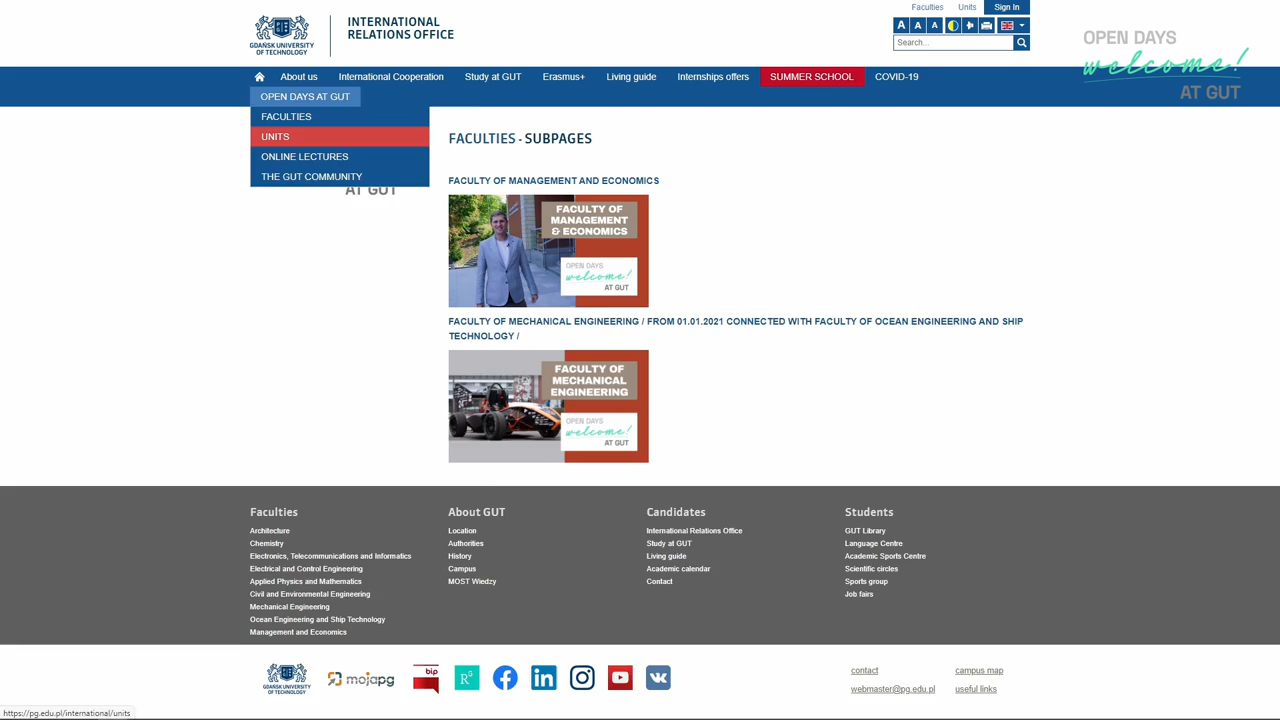 Faculties Units Sign In
GDAŃSK UNIVERSITY
OF TECHNOLOGY
INTERNATIONAL
RELATIONS OFFICE
A A A
Search...
OPEN DAYS
welcome!
AT GUT
About us International Cooperation Study at GUT Erasmus+ Living guide Internships offers SUMMER SCHOOL COVID-19
OPEN DAYS AT GUT
FACULTIES
UNITS
ONLINE LECTURES
THE GUT COMMUNITY
AT GUT
FACULTIES - SUBPAGES
FACULTY OF MANAGEMENT AND ECONOMICS
FACULTY OF
MANAGEMENT
& ECONOMICS
OPEN DAYS
welcome!
AT GUT
FACULTY OF MECHANICAL ENGINEERING / FROM 01.01.2021 CONNECTED WITH FACULTY OF OCEAN ENGINEERING AND SHIP
TECHNOLOGY /
FACULTY OF
MECHANICAL
ENGINEERING
OPEN DAYS
welcome!
AT GUT
Faculties
Architecture
Chemistry
Electronics, Telecommunications and Informatics
Electrical and Control Engineering
Applied Physics and Mathematics
Civil and Environmental Engineering
Mechanical Engineering
Ocean Engineering and Ship Technology
Management and Economics
About GUT
Location
Authorities
History
Campus
MOST Wiedzy
Candidates
International Relations Office
Study at GUT
Living guide
Academic calendar
Contact
Students
GUT Library
Language Centre
Academic Sports Centre
Scientific circles
Sports group
Job fairs
GDAŃSK UNIVERSITY
OF TECHNOLOGY
mojapg
bip
RG
contact
webmaster@pg.edu.pl
campus map
useful links
https://pg.edu.pl/international/units